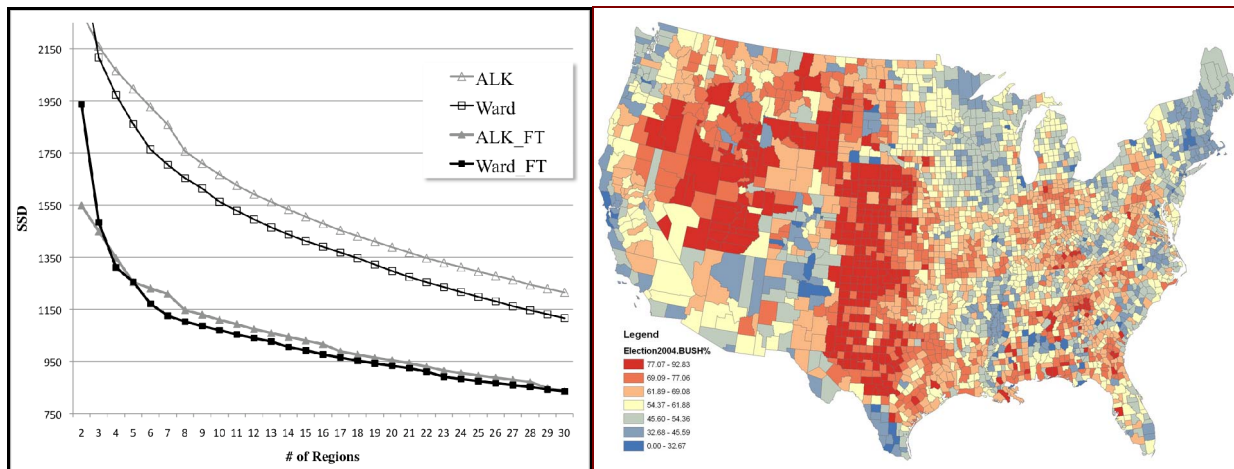 2150
1950
1750
1550
1350
1150
950
750
SSD
ALK
Ward
ALK_FT
Ward_FT
2 3 4 5 6 7 8 9 10 11 12 13 14 15 16 17 18 19 20 21 22 23 24 25 26 27 28 29 30
# of Regions
Legend
Election2004.BUSH%
77.07 - 92.83
69.09 - 77.06
61.89 - 69.08
54.37 - 61.88
45.60 - 54.36
32.68 - 45.59
0.00 - 32.67